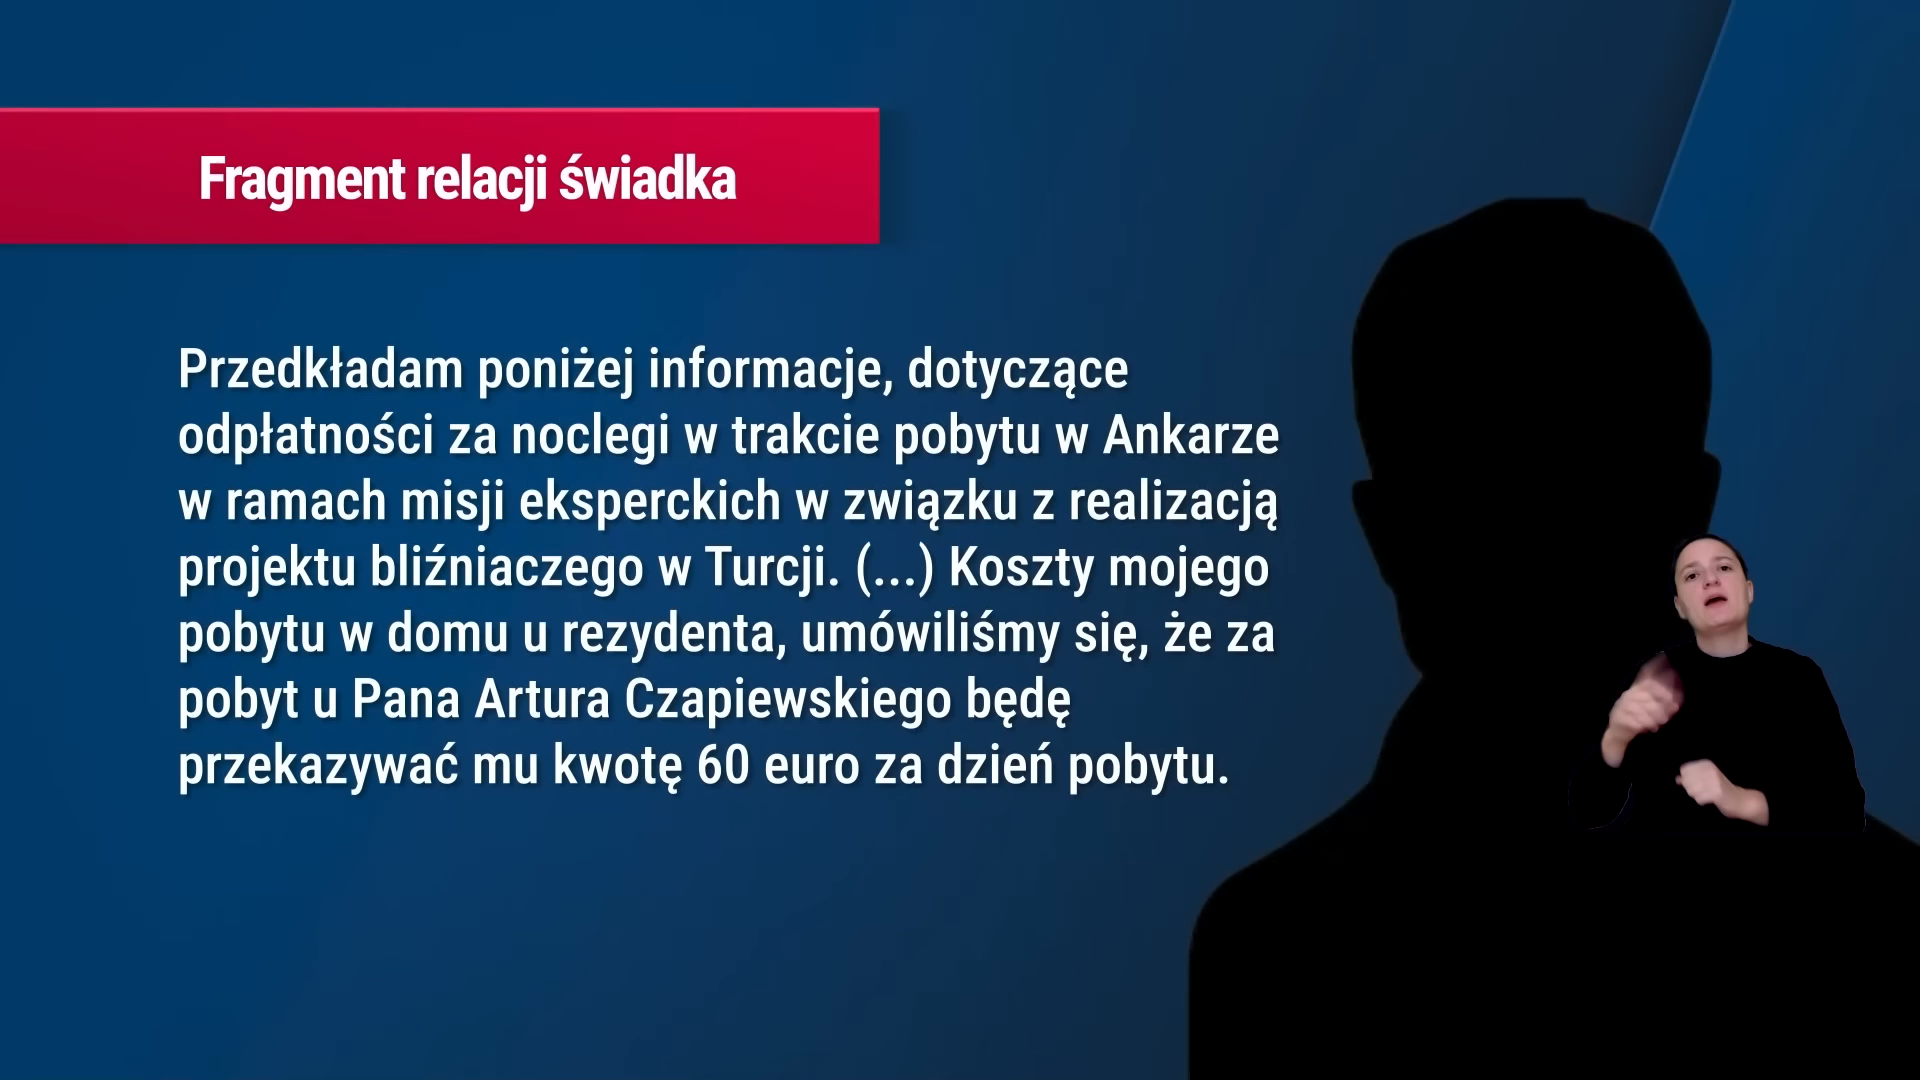 Fragment relacji świadka
Przedkładam poniżej informacje, dotyczące
odpłatności za noclegi w trakcie pobytu w Ankarze
w ramach misji eksperckich w związku z realizacją
projektu bliźniaczego w Turcji. (...) Koszty mojego
pobytu w domu u rezydenta, umówiliśmy się, że za
pobyt u Pana Artura Czapiewskiego będę
przekazywać mu kwotę 60 euro za dzień pobytu.